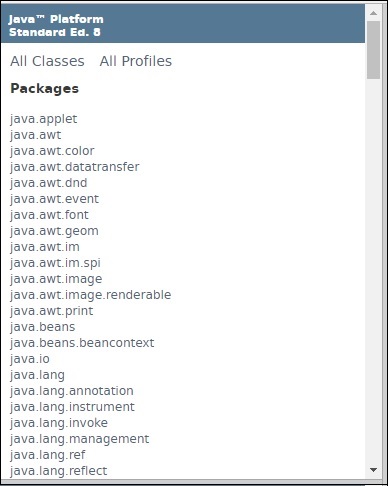 Java™ Platform
Standard Ed. 8
All Classes All Profiles
Packages
java.applet
java.awt
java.awt.color
java.awt.datatransfer
java.awt.dnd
java.awt.event
java.awt.font
java.awt.geom
java.awt.im
java.awt.im.spi
java.awt.image
java.awt.image.renderable
java.awt.print
java.beans
java.beans.beancontext
java.io
java.lang
java.lang.annotation
java.lang.instrument
java.lang.invoke
java.lang.management
java.lang.ref
java.lang.reflect